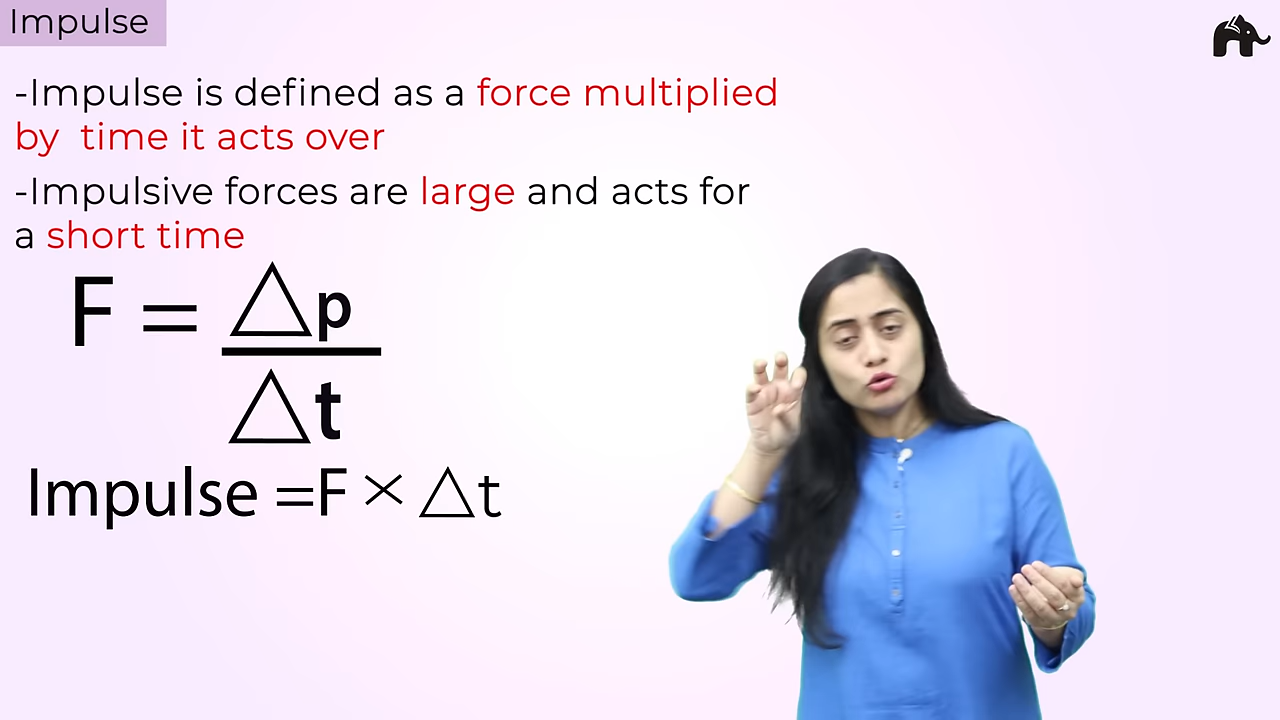 Impulse
-Impulse is defined as a force multiplied
by time it acts over
-Impulsive forces are large and acts for
a short time
F = △p
△t
Impulse =F × △t